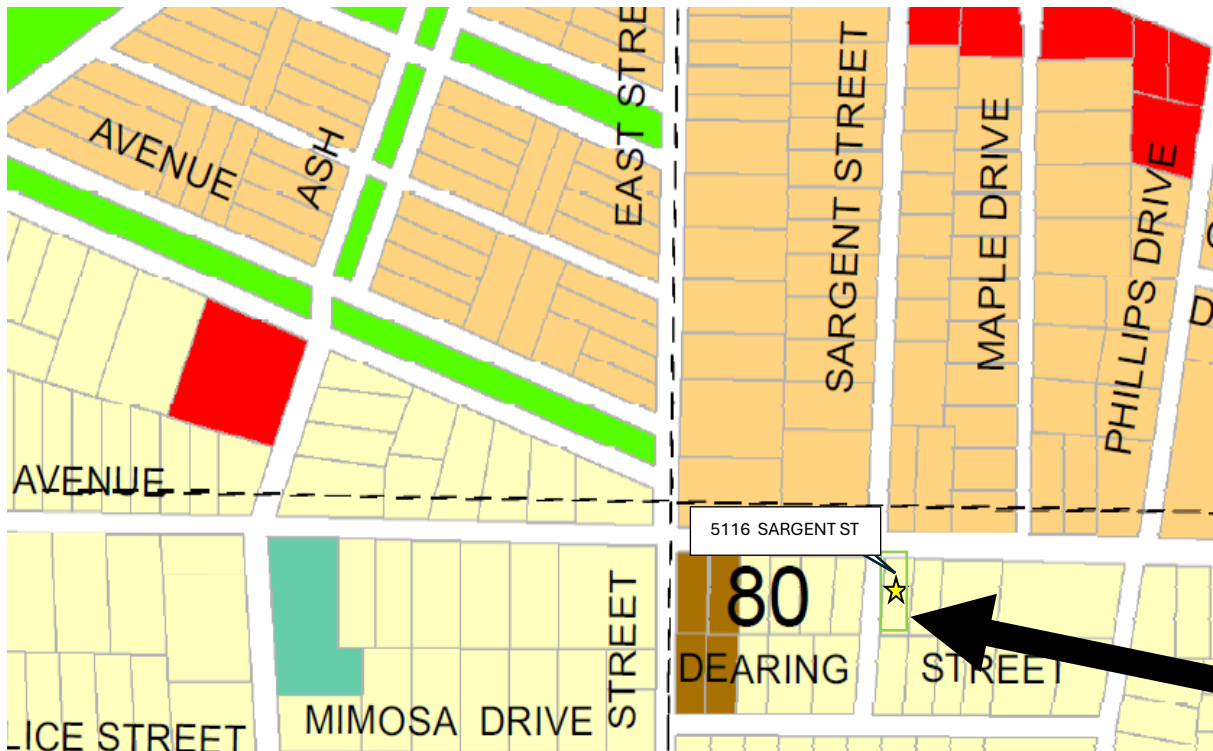 AVENUE
ASH
EAST STRE
SARGENT STREET
MAPLE DRIVE
PHILLIPS DRIVE
AVENUE
5116 SARGENT ST
80
STREET
DEARING STREET
LICE STREET
MIMOSA DRIVE